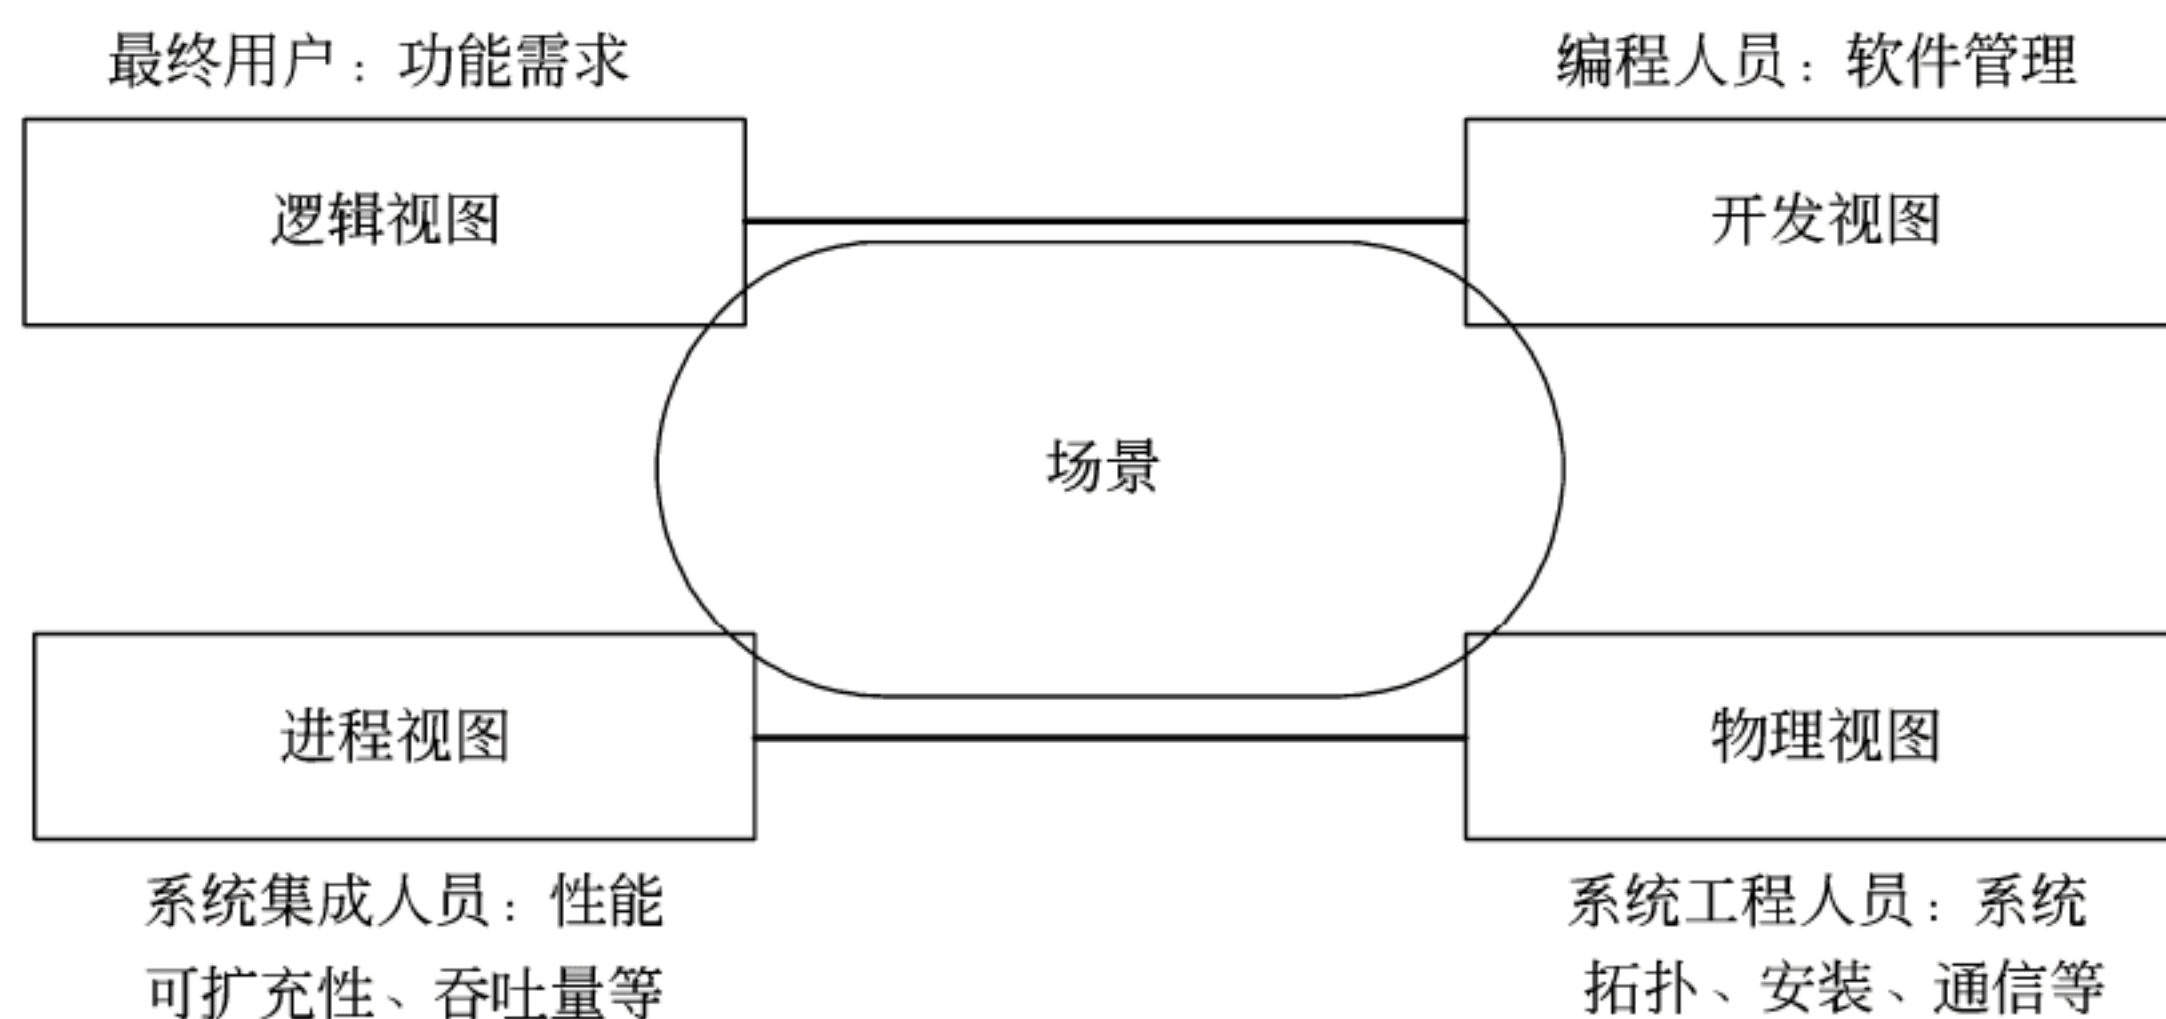 最终用户：功能需求
编程人员：软件管理
逻辑视图
开发视图
场景
进程视图
物理视图
系统集成人员：性能
可扩充性、吞吐量等
系统工程人员：系统
拓扑、安装、通信等